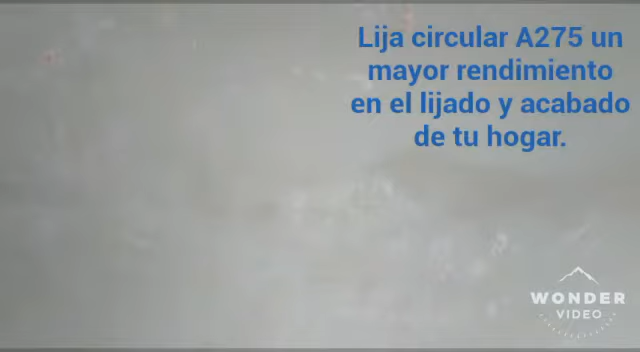 Lija circular A275 un
mayor rendimiento
en el lijado y acabado
de tu hogar.
WONDER
VIDEO